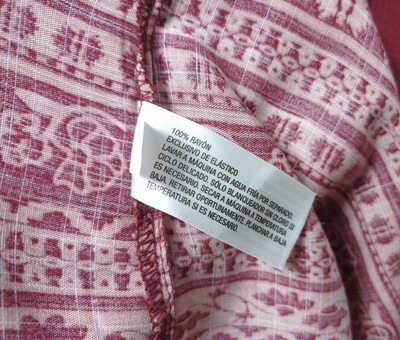 100% RAYÓN
EXCLUSIVO DE ELÁSTICO
LAVAR A MÁQUINA CON AGUA FRÍA POR SEPARADO.
CICLO DELICADO. SÓLO BLANQUEADOR SIN CLORO SI
ES NECESARIO. SECAR A MÁQUINA A TEMPERATURA
BAJA. RETIRAR OPORTUNAMENTE. PLANCHAR A BAJA
TEMPERATURA SI ES NECESARIO.